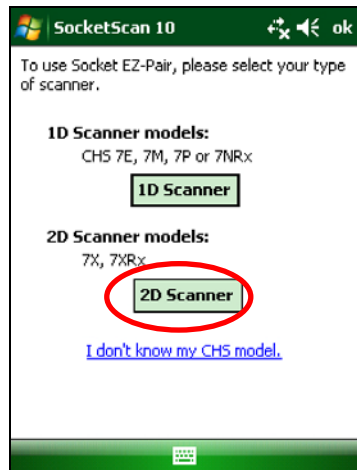 SocketScan 10 ok
To use Socket EZ-Pair, please select your type
of scanner.
1D Scanner models:
CHS 7E, 7M, 7P or 7NRx
1D Scanner
2D Scanner models:
7X, 7XRx
2D Scanner
I don't know my CHS model.